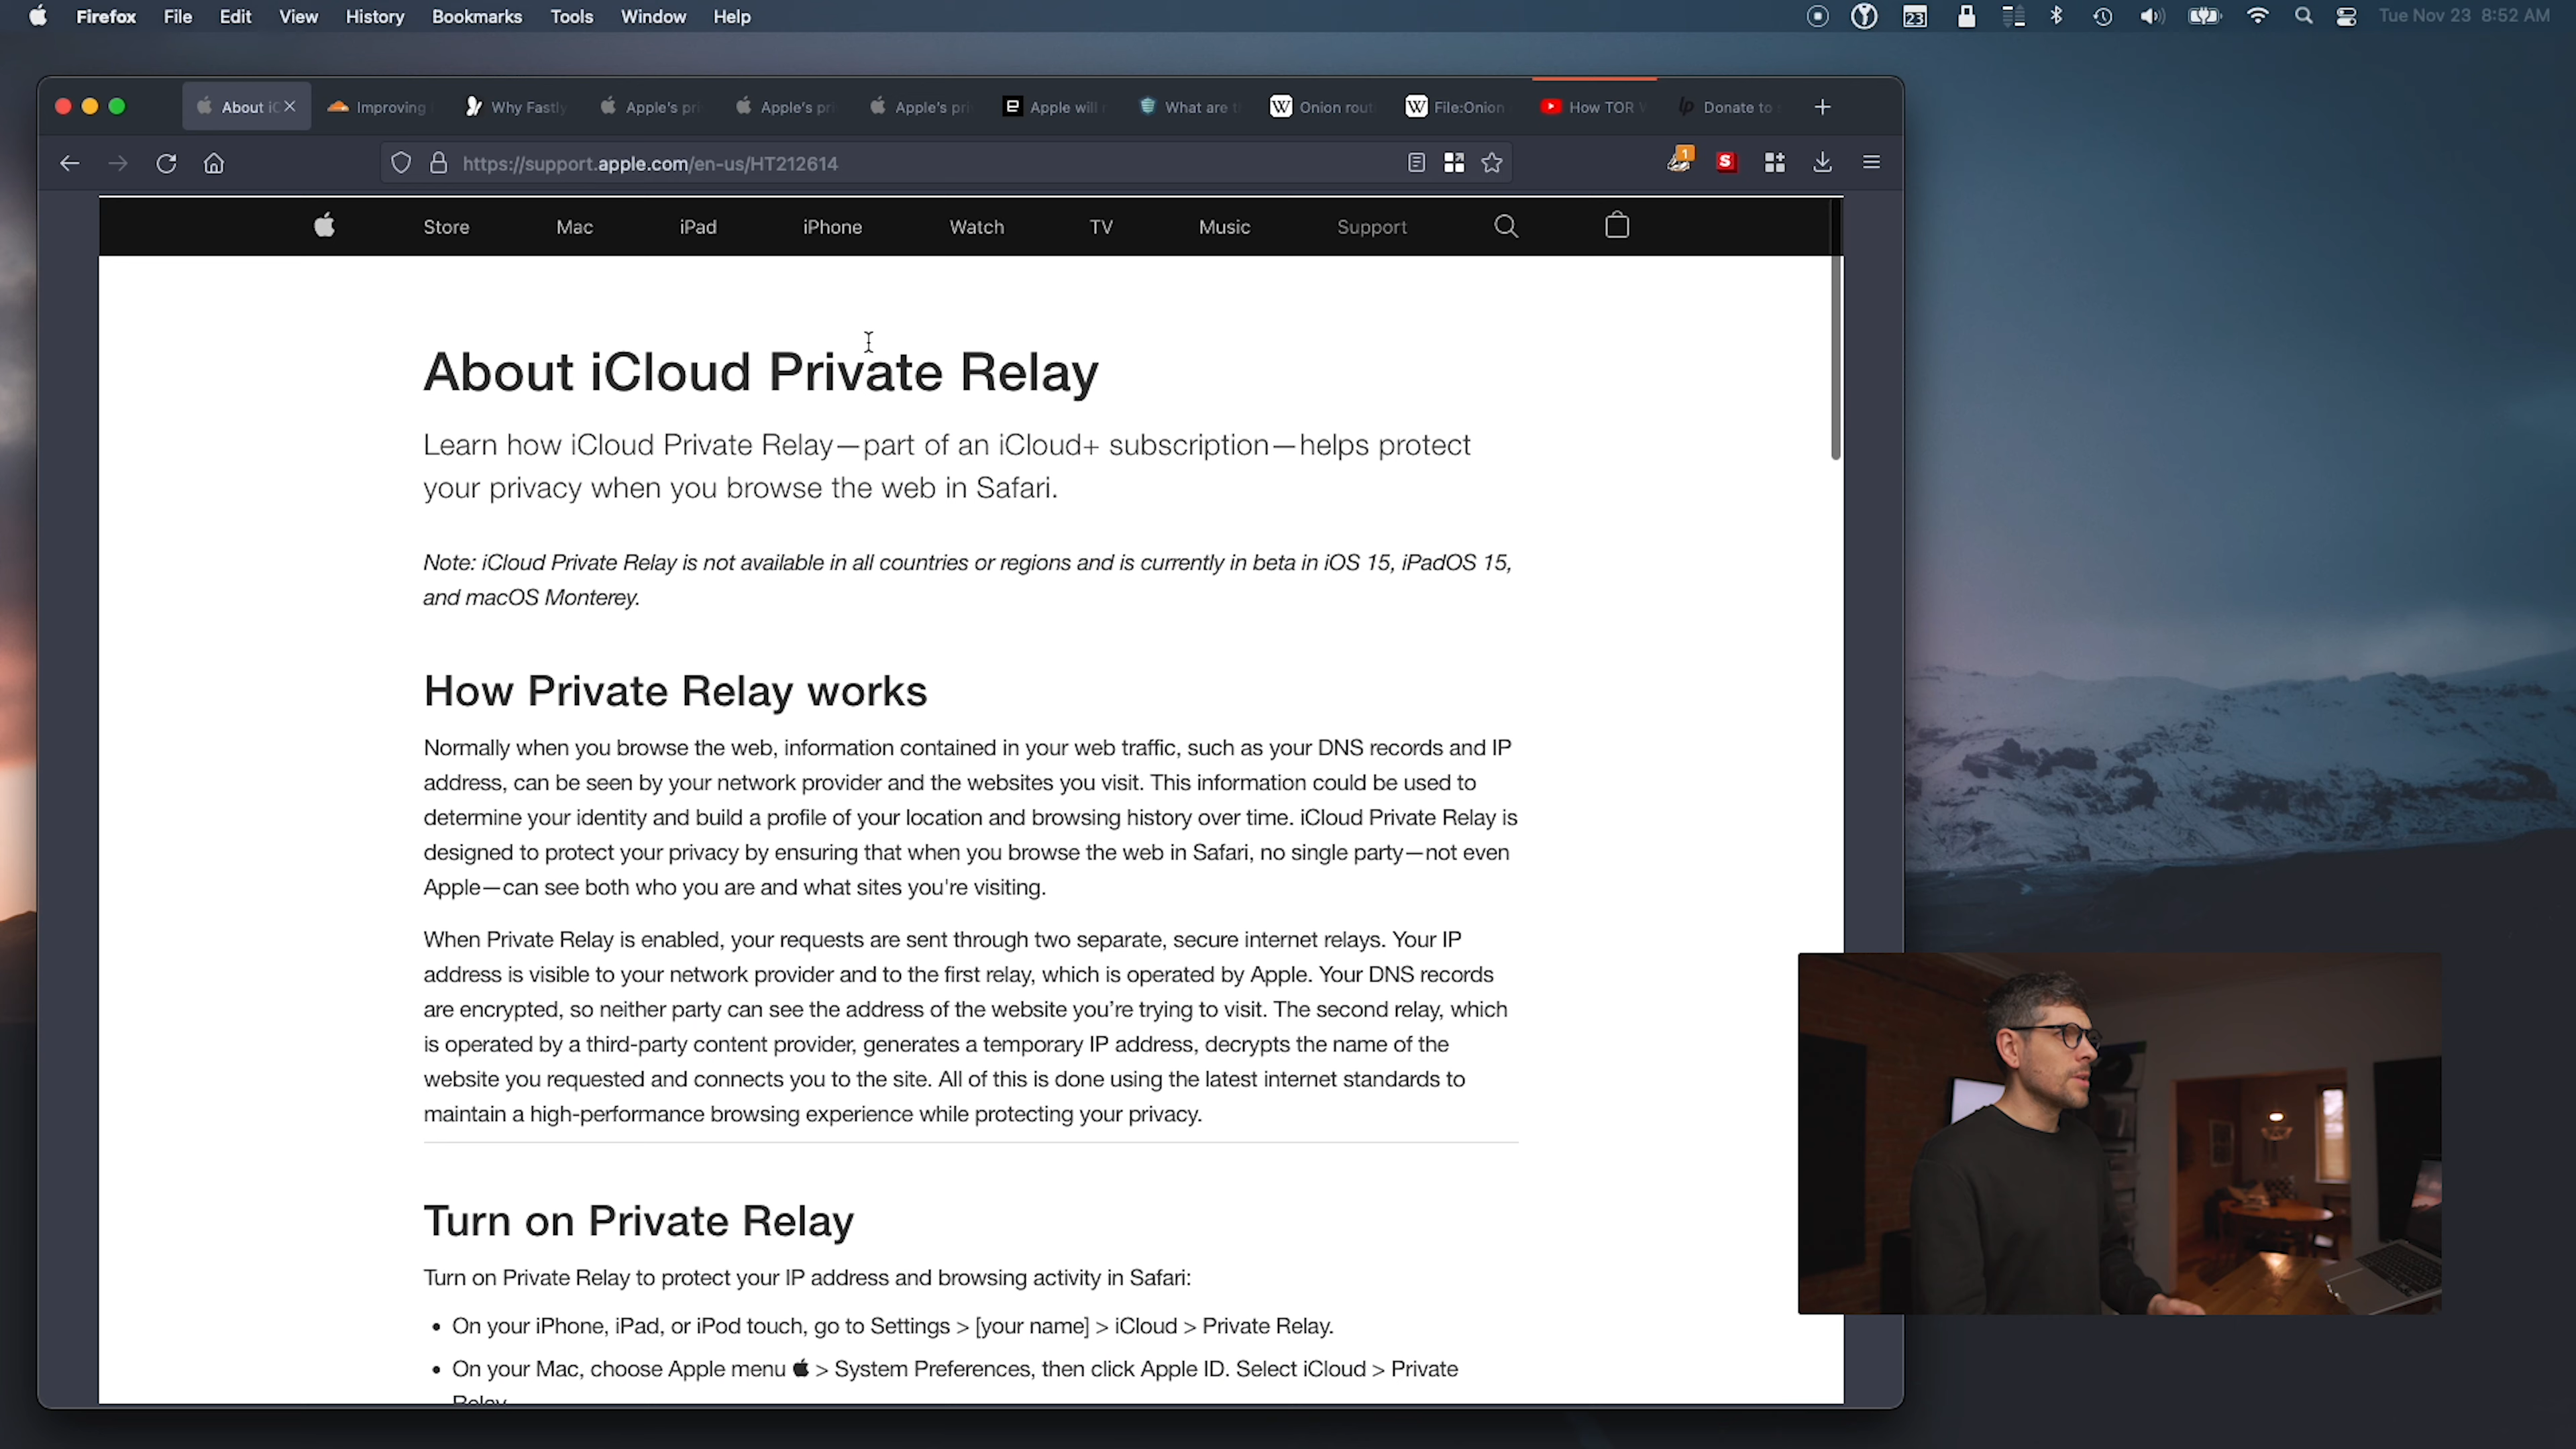 Firefox File Edit View History Bookmarks Tools Window Help
23
Tue Nov 23 8:52 AM
About iC
Improving
Why Fastly
Apple's pri
Apple's pri
Apple's pri
Apple will
What are t
Onion rout
File:Onion
How TOR W
Donate to
https://support.apple.com/en-us/HT212614
1
S
Store Mac iPad iPhone Watch TV Music Support
About iCloud Private Relay
Learn how iCloud Private Relay—part of an iCloud+ subscription—helps protect
your privacy when you browse the web in Safari.
Note: iCloud Private Relay is not available in all countries or regions and is currently in beta in iOS 15, iPadOS 15,
and macOS Monterey.
How Private Relay works
Normally when you browse the web, information contained in your web traffic, such as your DNS records and IP
address, can be seen by your network provider and the websites you visit. This information could be used to
determine your identity and build a profile of your location and browsing history over time. iCloud Private Relay is
designed to protect your privacy by ensuring that when you browse the web in Safari, no single party—not even
Apple—can see both who you are and what sites you're visiting.
When Private Relay is enabled, your requests are sent through two separate, secure internet relays. Your IP
address is visible to your network provider and to the first relay, which is operated by Apple. Your DNS records
are encrypted, so neither party can see the address of the website you’re trying to visit. The second relay, which
is operated by a third-party content provider, generates a temporary IP address, decrypts the name of the
website you requested and connects you to the site. All of this is done using the latest internet standards to
maintain a high-performance browsing experience while protecting your privacy.
Turn on Private Relay
Turn on Private Relay to protect your IP address and browsing activity in Safari:
• On your iPhone, iPad, or iPod touch, go to Settings > [your name] > iCloud > Private Relay.
• On your Mac, choose Apple menu > System Preferences, then click Apple ID. Select iCloud > Private
Relay